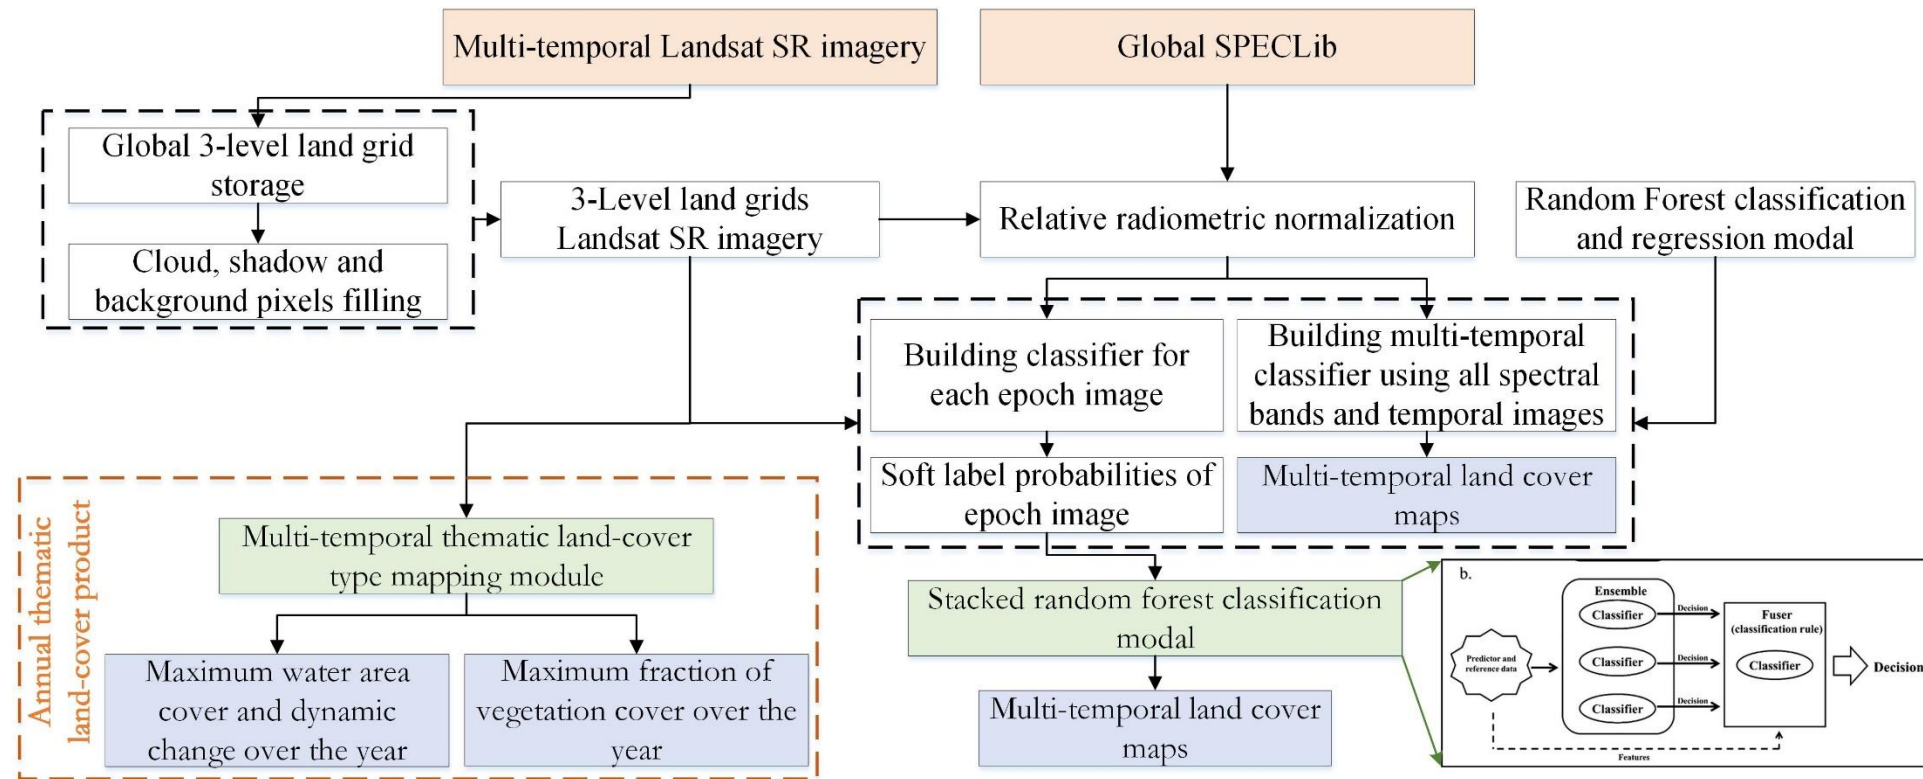 Multi-temporal Landsat SR imagery
Global SPECLib
Global 3-level land grid
storage
Cloud, shadow and
background pixels filling
3-Level land grids
Landsat SR imagery
Relative radiometric normalization
Random Forest classification
and regression modal
Building classifier for
each epoch image
Building multi-temporal
classifier using all spectral
bands and temporal images
Soft label probabilities of
epoch image
Multi-temporal land cover
maps
Annual thematic
land-cover product
Multi-temporal thematic land-cover
type mapping module
Maximum water area
cover and dynamic
change over the year
Maximum fraction of
vegetation cover over the
year
Stacked random forest classification
modal
Multi-temporal land cover
maps
b.
Ensemble
Classifier
Classifier
Classifier
Decision
Decision
Decision
Predictor and
reference data
Fuser
(classification rule)
Classifier
Decision
Features